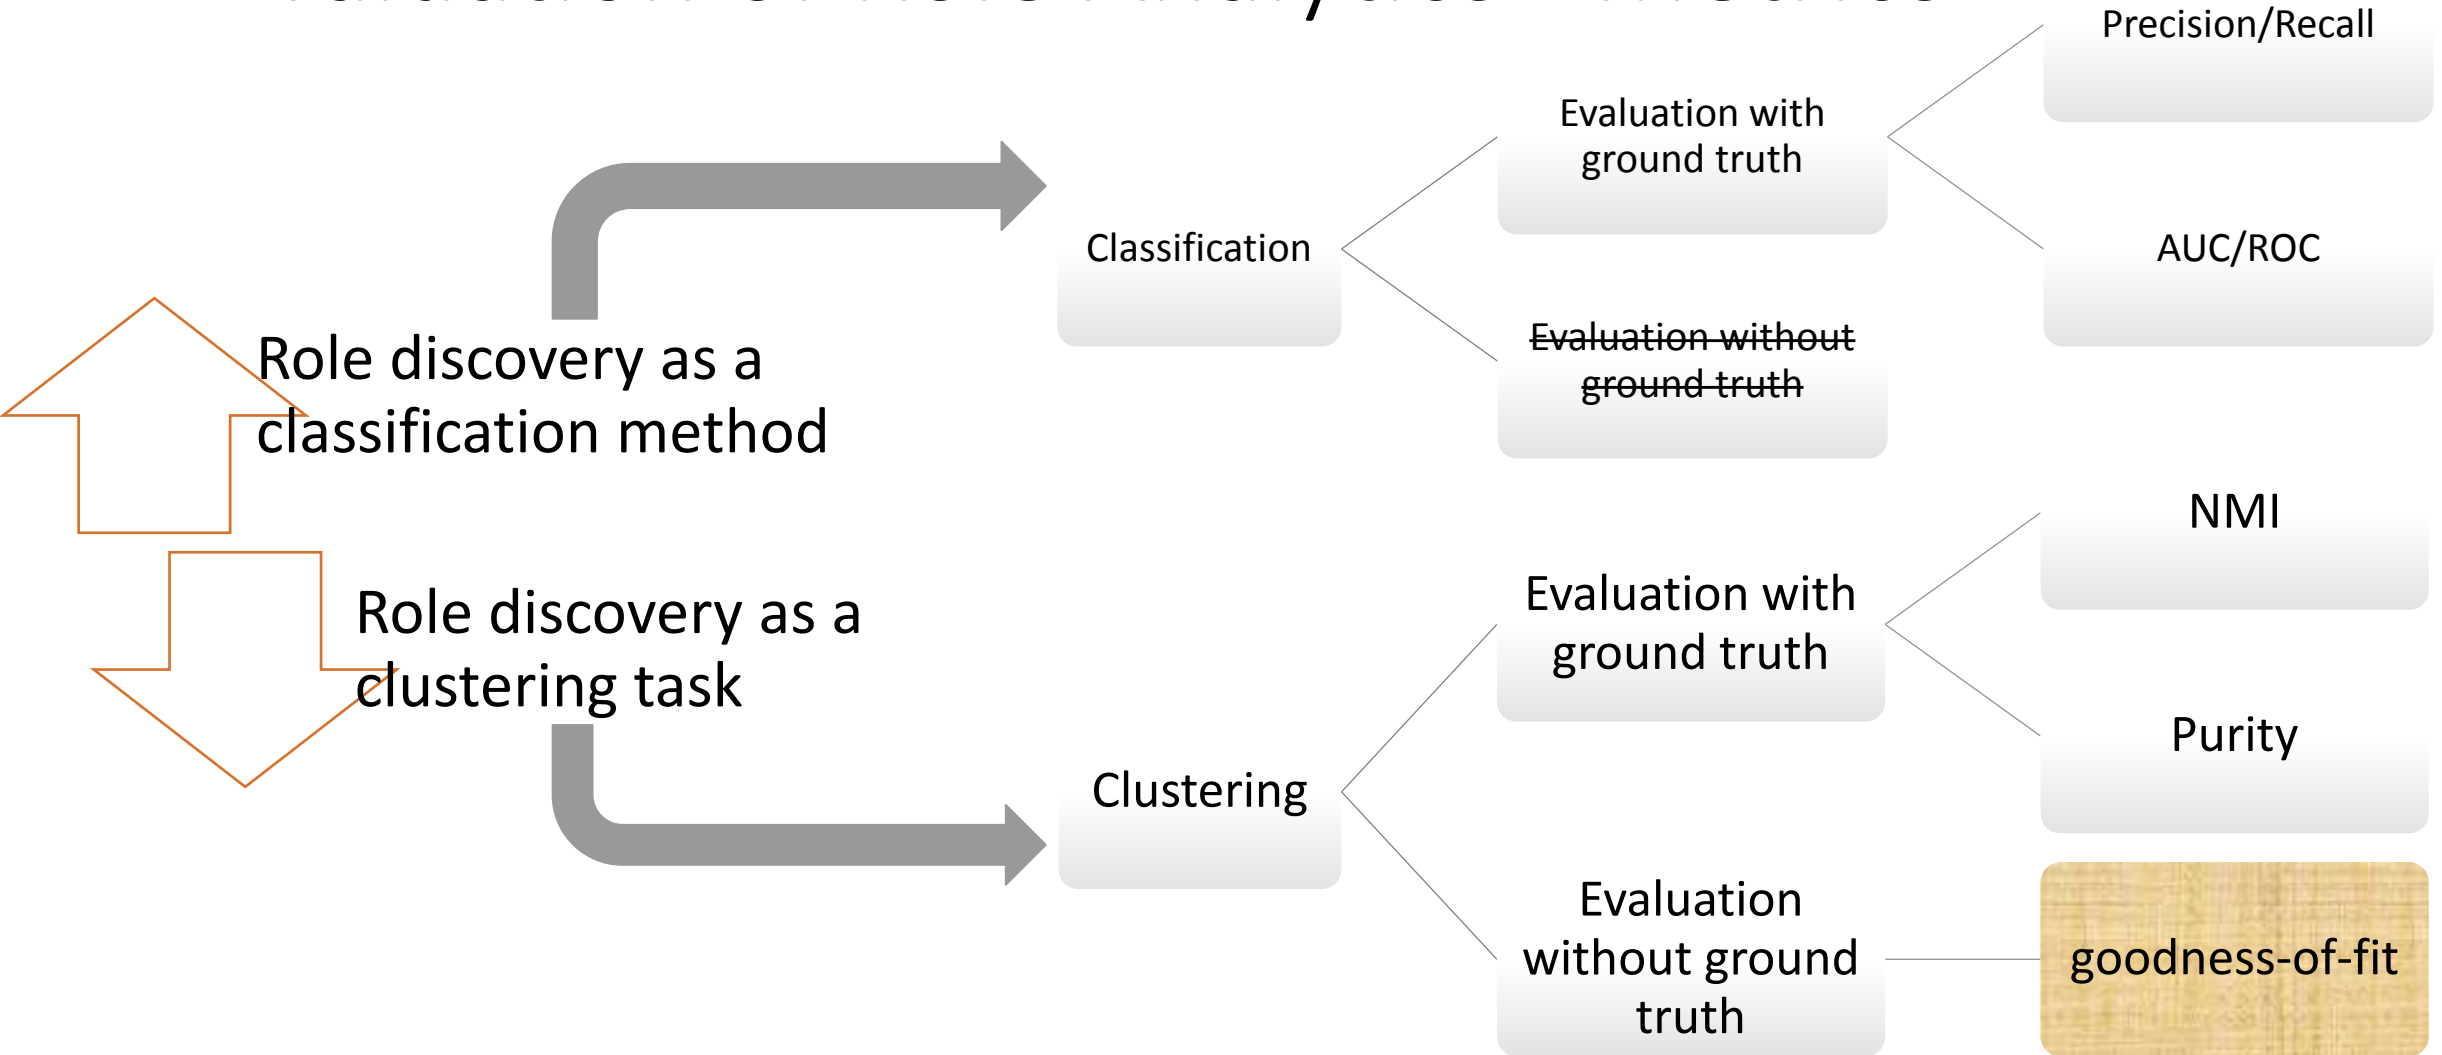 Precision/Recall
Evaluation with
ground truth
Classification
AUC/ROC
Evaluation without
ground truth
Role discovery as a
classification method
NMI
Evaluation with
ground truth
Role discovery as a
clustering task
Purity
Clustering
Evaluation
without ground
truth
goodness-of-fit